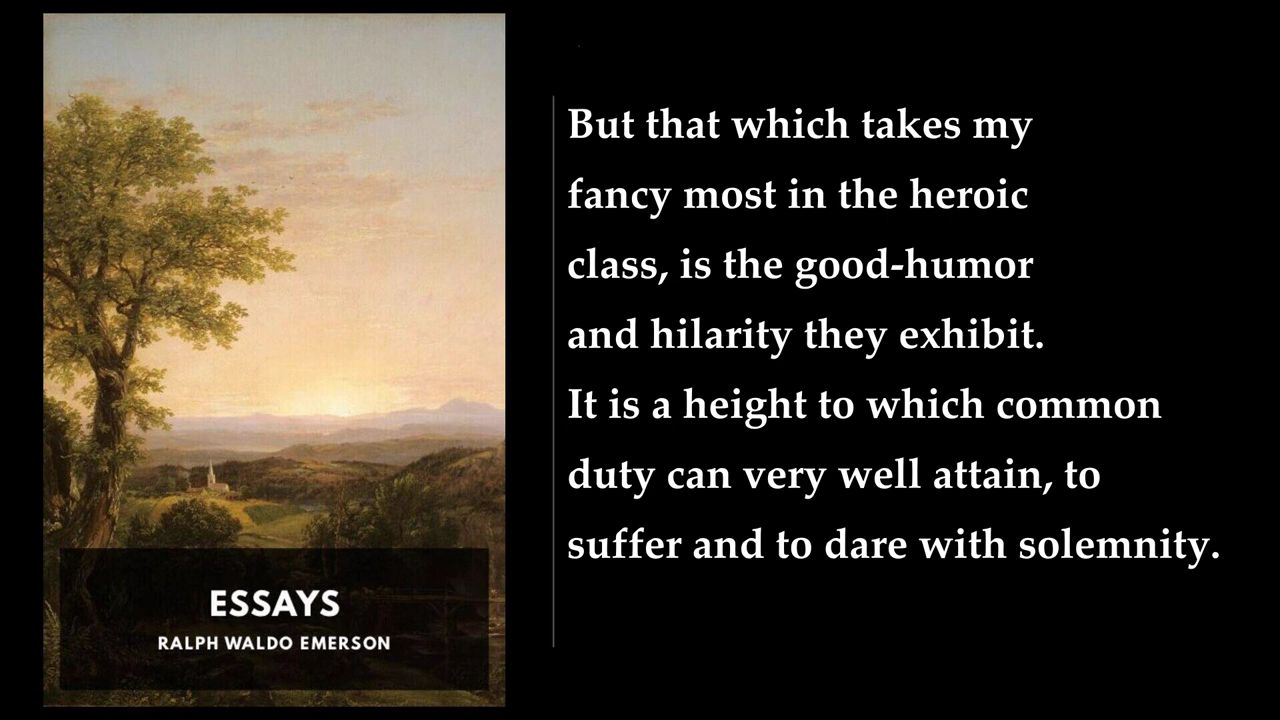 ESSAYS
RALPH WALDO EMERSON
But that which takes my
fancy most in the heroic
class, is the good-humor
and hilarity they exhibit.
It is a height to which common
duty can very well attain, to
suffer and to dare with solemnity.